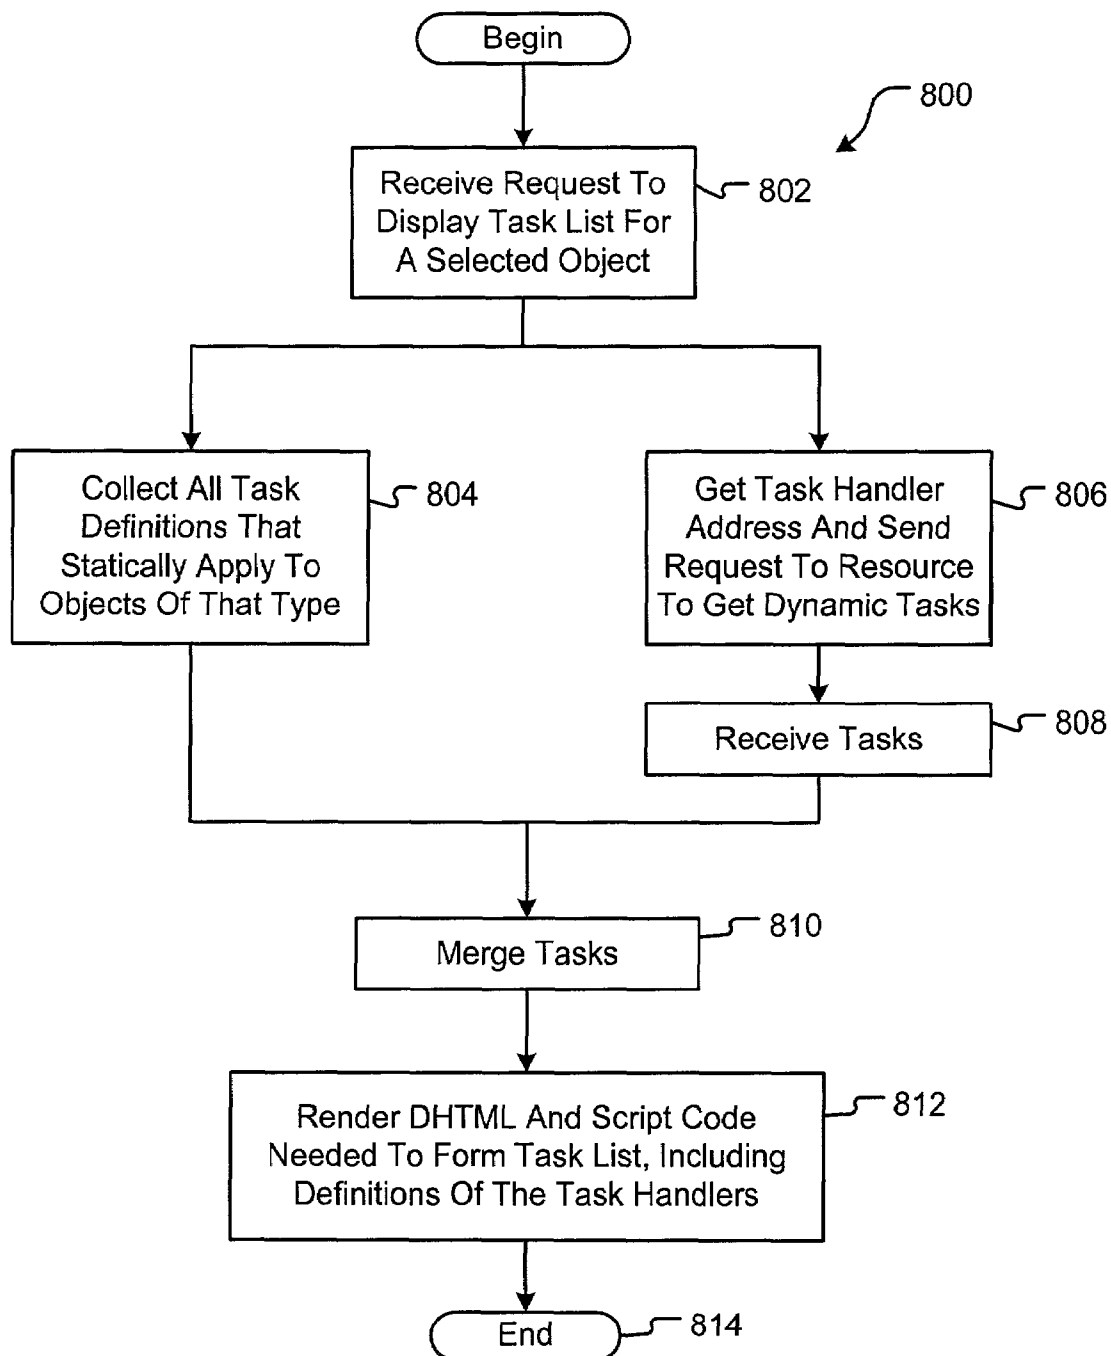 Begin
800
Receive Request To
Display Task List For
A Selected Object
802
Collect All Task
Definitions That
Statically Apply To
Objects Of That Type
804
Get Task Handler
Address And Send
Request To Resource
To Get Dynamic Tasks
806
Receive Tasks
808
Merge Tasks
810
Render DHTML And Script Code
Needed To Form Task List, Including
Definitions Of The Task Handlers
812
End
814